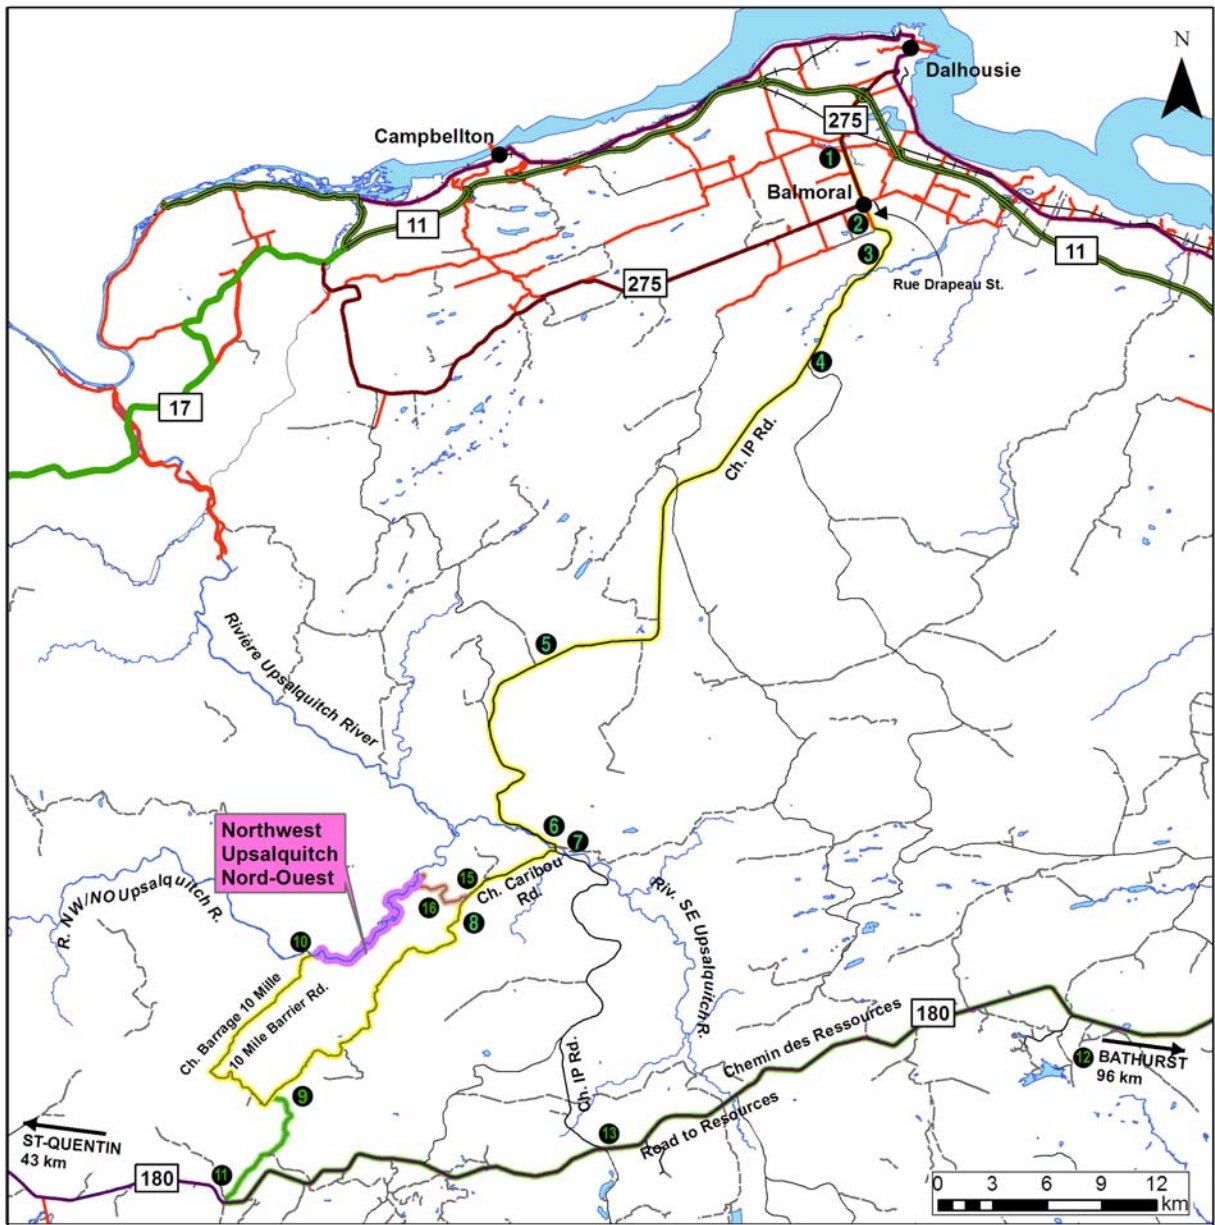 N
Dalhousie
275
Campbellton
1
Balmoral
11
2
3
11
275
Rue Drapeau St.
4
17
Ch. IP Rd.
5
Rivière Upsalquitch River
6
7
Northwest
Upsalquitch
Nord-Ouest
15
Ch. Caribou
Rd.
16
8
R. NW/NO Upsalquitch R.
Riv. SE Upsalquitch R.
10
Ch. Barrage 10 Mille
10 Mile Barrier Rd.
180
Chemin des Ressources
12
BATHURST
96 km
Ch. IP Rd.
9
ST-QUENTIN
43 km
13
Road to Resources
11
180
0 3 6 9 12
km